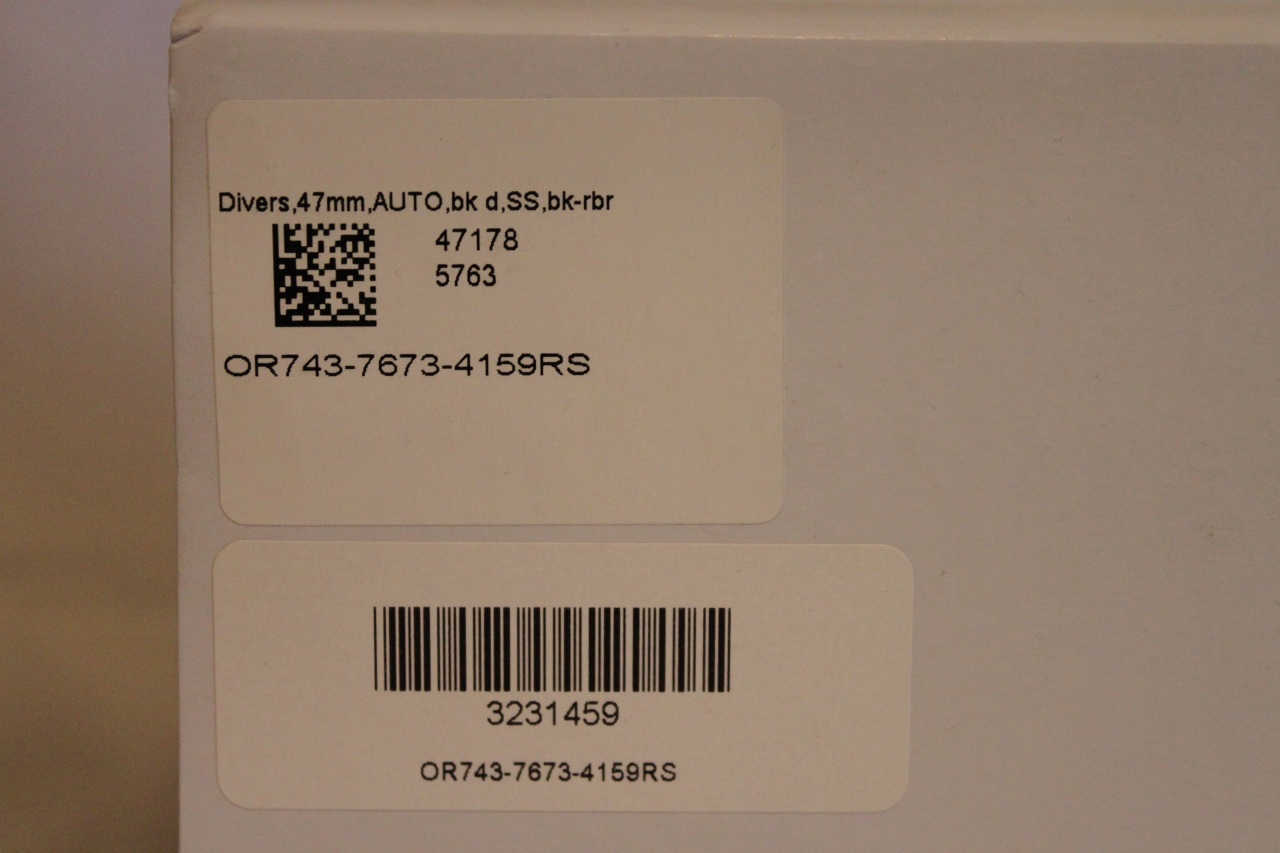 Divers,47mm,AUTO,bk d,SS,bk-rbr
47178
5763
OR743-7673-4159RS
3231459
OR743-7673-4159RS